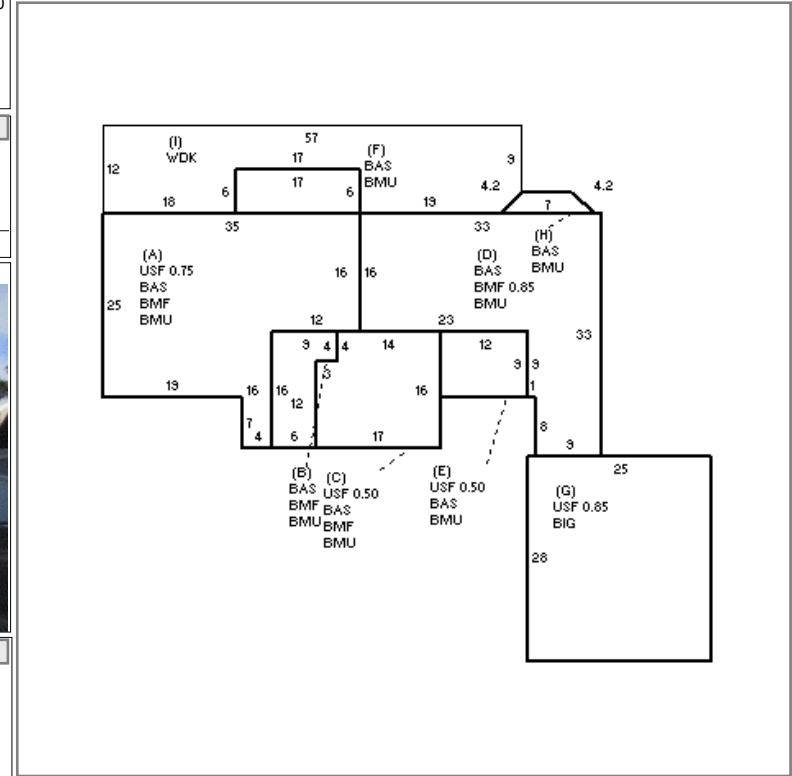 57
(I)
WDK
17
(F)
BAS
BMU
9
12
17
6
6
4.2
4.2
18
19
7
35
33
(A)
USF 0.75
BAS
BMF
BMU
(D)
BAS
BMF 0.85
BMU
(H)
BAS
BMU
16
16
25
33
12
23
9
4
4
14
12
3
9
9
19
16
16
12
16
1
7
4
6
17
8
9
(B)
BAS
BMF
BMU
(C)
USF 0.50
BAS
BMF
BMU
(E)
USF 0.50
BAS
BMU
25
(G)
USF 0.85
BIG
28